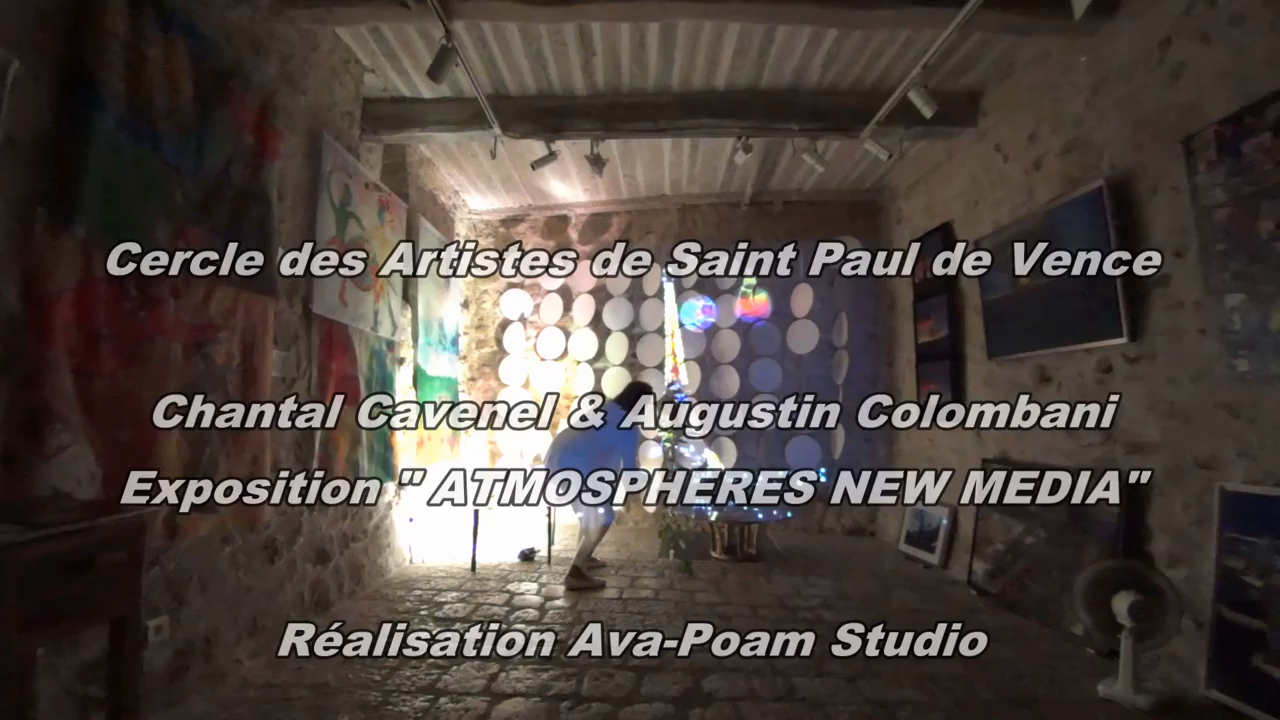 Cercle des Artistes de Saint Paul de Vence
Chantal Cavenel & Augustin Colombani
Exposition " ATMOSPHERES NEW MEDIA"
Réalisation Ava-Poam Studio